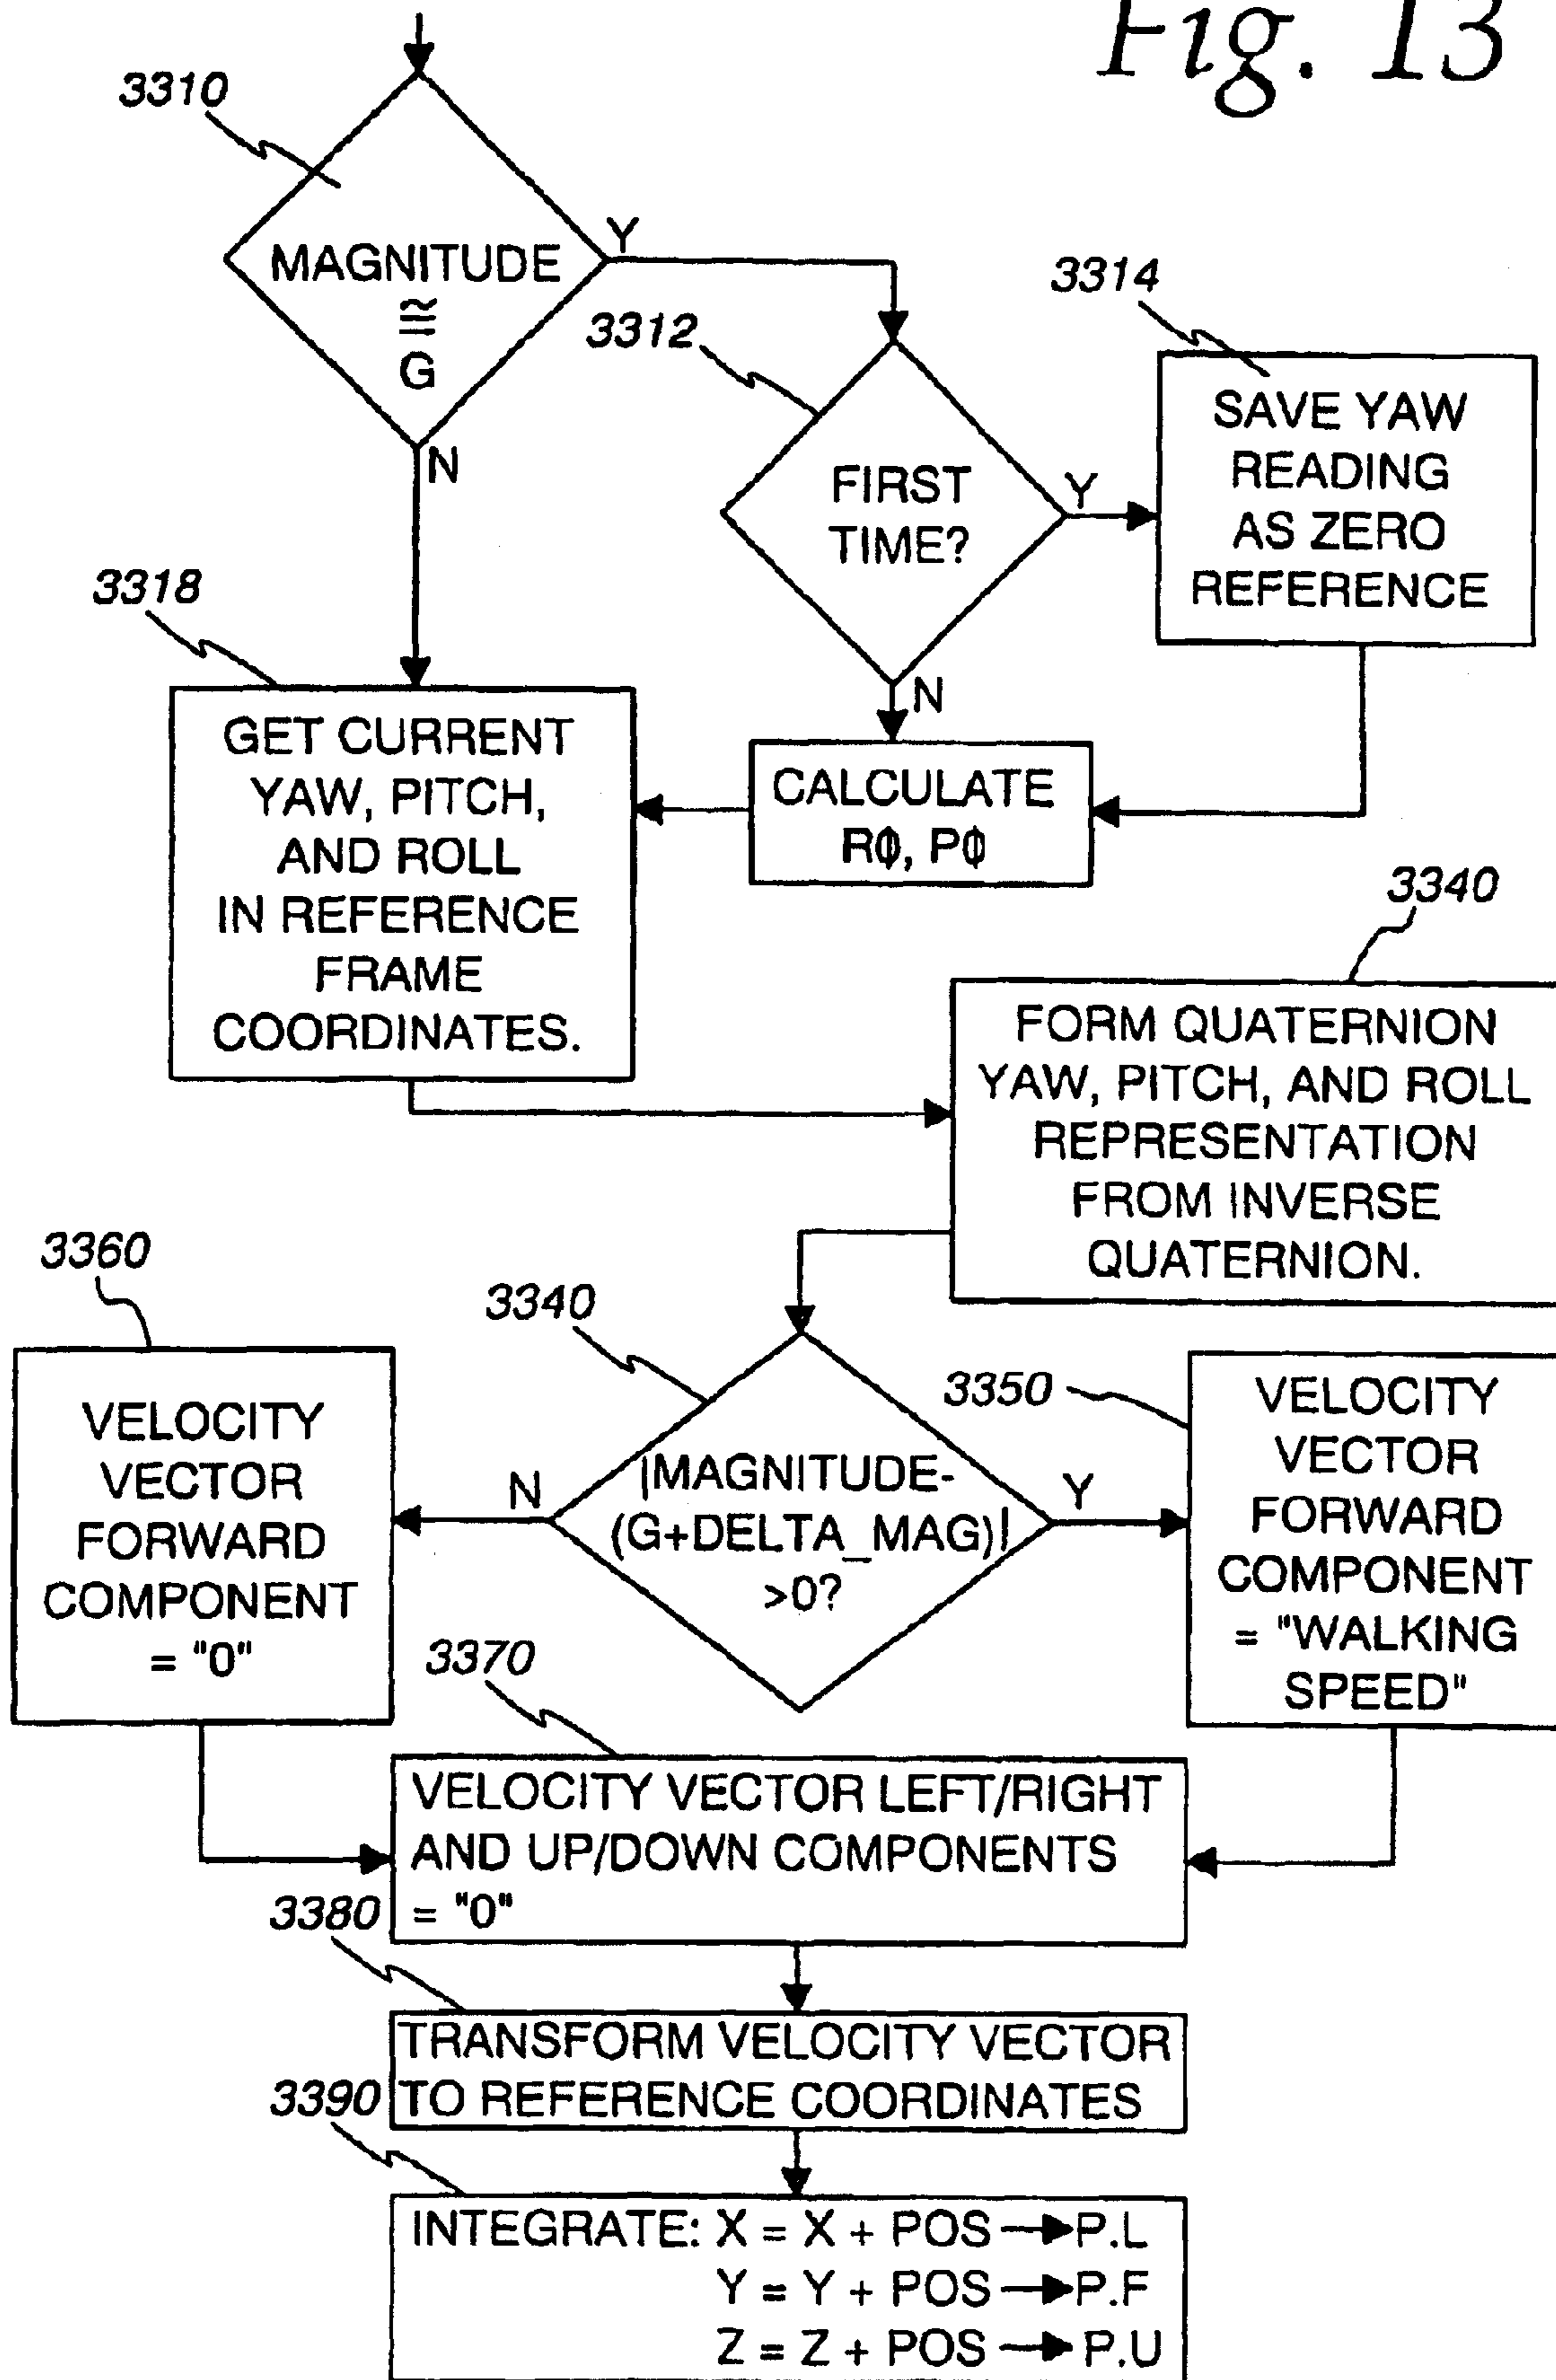 Fig. 13
3310
MAGNITUDE
≅
G
Y
N
3312
FIRST
TIME?
Y
N
3314
SAVE YAW
READING
AS ZERO
REFERENCE
3318
GET CURRENT
YAW, PITCH,
AND ROLL
IN REFERENCE
FRAME
COORDINATES.
CALCULATE
RΦ, PΦ
3340
FORM QUATERNION
YAW, PITCH, AND ROLL
REPRESENTATION
FROM INVERSE
QUATERNION.
3360
VELOCITY
VECTOR
FORWARD
COMPONENT
= "0"
3340
N
|MAGNITUDE-
(G+DELTA_MAG)|
>0?
Y
3350
VELOCITY
VECTOR
FORWARD
COMPONENT
= "WALKING
SPEED"
3370
VELOCITY VECTOR LEFT/RIGHT
AND UP/DOWN COMPONENTS
= "0"
3380
TRANSFORM VELOCITY VECTOR
TO REFERENCE COORDINATES
3390
INTEGRATE: X = X + POS → P.L
Y = Y + POS → P.F
Z = Z + POS → P.U